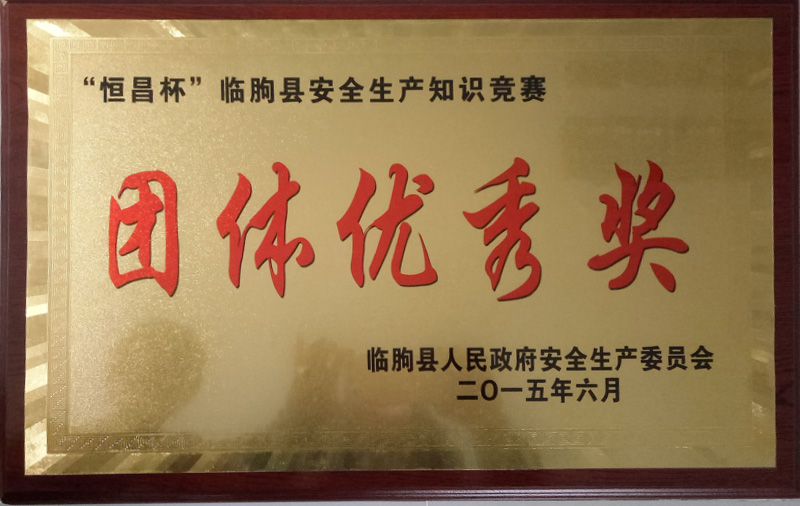 “恒昌杯”临朐县安全生产知识竞赛
团体优秀奖
临朐县人民政府安全生产委员会
二〇一五年六月